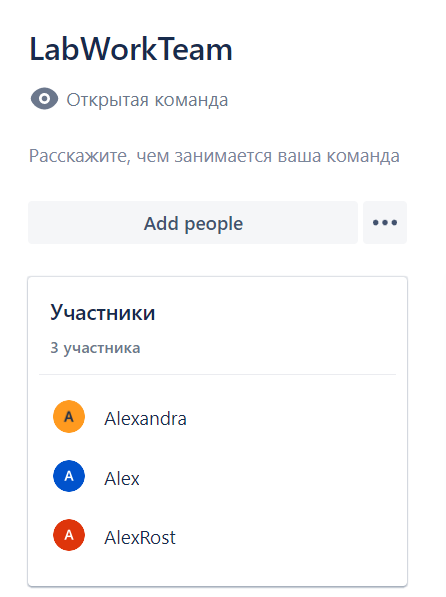 LabWorkTeam
Открытая команда
Расскажите, чем занимается ваша команда
Add people
Участники
3 участника
A Alexandra
A Alex
A AlexRost